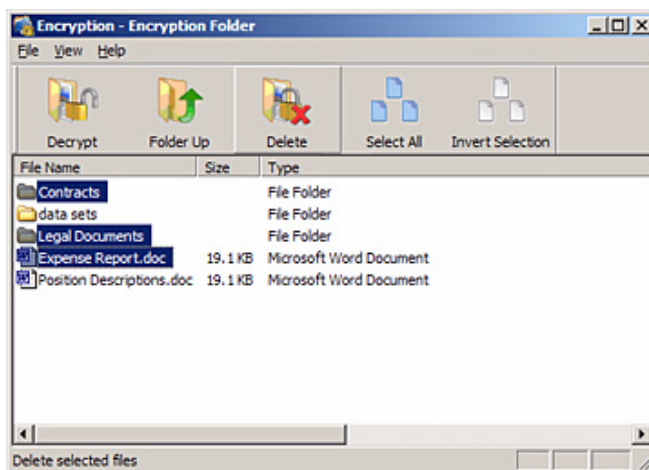 Encryption - Encryption Folder
File View Help
Decrypt Folder Up Delete Select All Invert Selection
File Name Size Type
Contracts File Folder
data sets File Folder
Legal Documents File Folder
Expense Report.doc 19.1 KB Microsoft Word Document
Position Descriptions.doc 19.1 KB Microsoft Word Document
Delete selected files